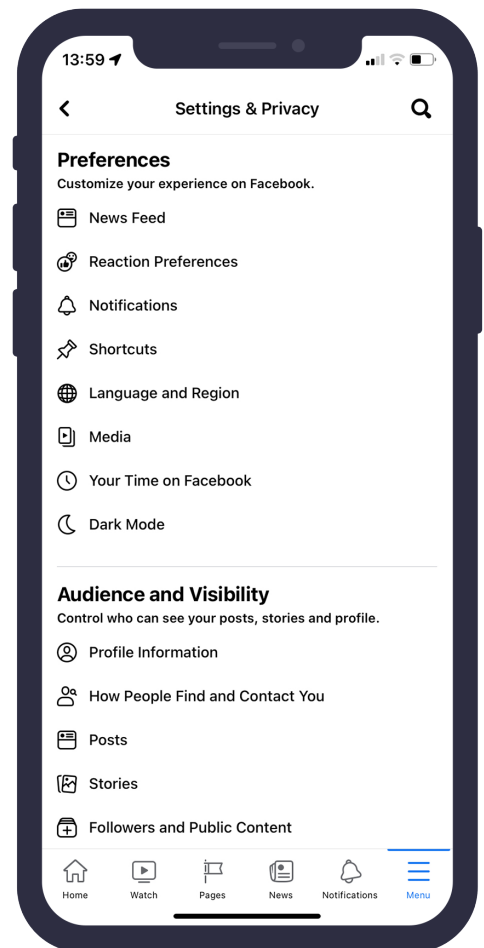 13:59
Settings & Privacy
Preferences
Customize your experience on Facebook.
News Feed
Reaction Preferences
Notifications
Shortcuts
Language and Region
Media
Your Time on Facebook
Dark Mode
Audience and Visibility
Control who can see your posts, stories and profile.
Profile Information
How People Find and Contact You
Posts
Stories
Followers and Public Content
Home Watch Pages News Notifications Menu